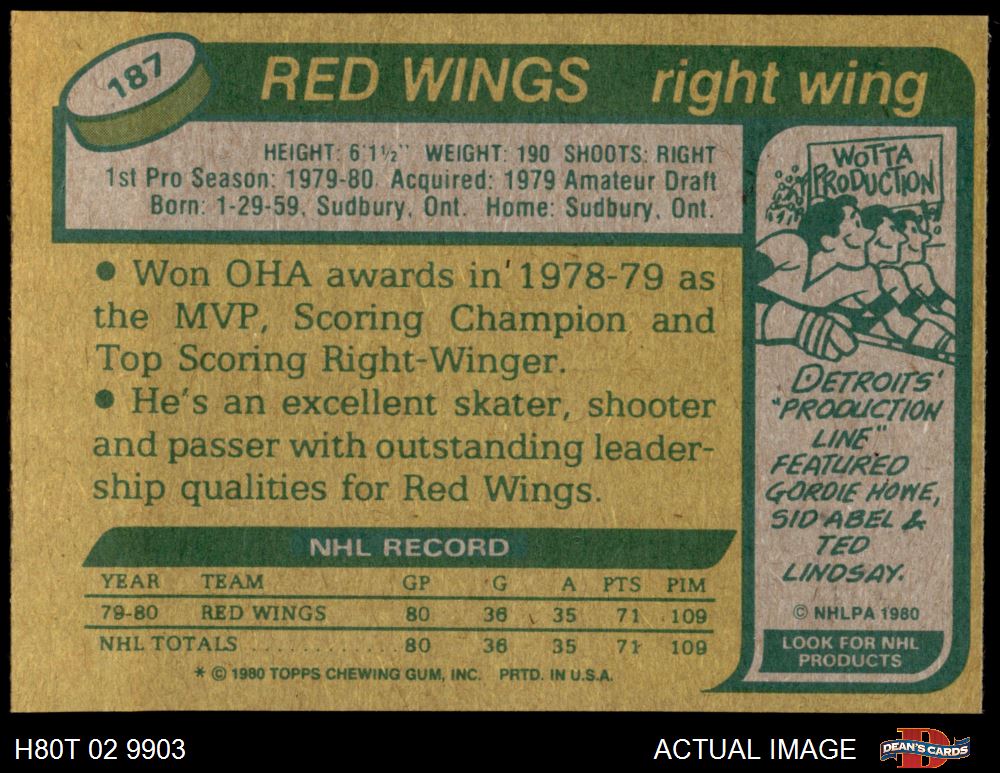 187
RED WINGS right wing
HEIGHT: 6'1½" WEIGHT: 190 SHOOTS: RIGHT
1st Pro Season: 1979-80. Acquired: 1979 Amateur Draft
Born: 1-29-59, Sudbury, Ont. Home: Sudbury, Ont.
• Won OHA awards in 1978-79 as
the MVP, Scoring Champion and
Top Scoring Right-Winger.
• He's an excellent skater, shooter
and passer with outstanding leader-
ship qualities for Red Wings.
NHL RECORD
YEAR TEAM GP G A PTS PIM
79-80 RED WINGS 80 36 35 71 109
NHL TOTALS . . . . . . . . . . . . 80 36 35 71 109
* © 1980 TOPPS CHEWING GUM, INC. PRTD. IN U.S.A.
WOTTA
PRODUCTION
DETROITS'
"PRODUCTION
LINE"
FEATURED
GORDIE HOWE,
SID ABEL &
TED
LINDSAY.
© NHLPA 1980
LOOK FOR NHL
PRODUCTS
H80T 02 9903
ACTUAL IMAGE
DEAN'S CARDS